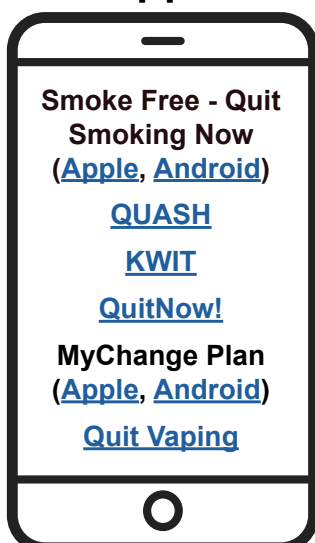 Smoke Free - Quit
Smoking Now
(Apple, Android)
QUASH
KWIT
QuitNow!
MyChange Plan
(Apple, Android)
Quit Vaping